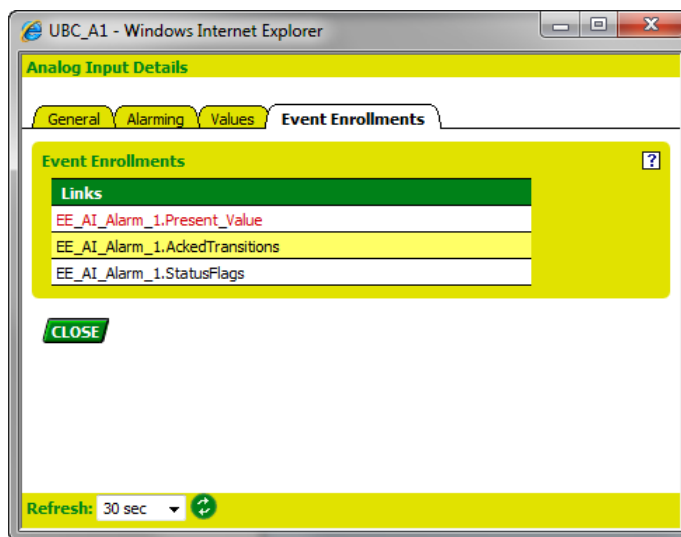 UBC_A1 - Windows Internet Explorer
Analog Input Details
General Alarming Values Event Enrollments
Event Enrollments ?
Links
EE_AI_Alarm_1.Present_Value
EE_AI_Alarm_1.AckedTransitions
EE_AI_Alarm_1.StatusFlags
CLOSE
Refresh: 30 sec